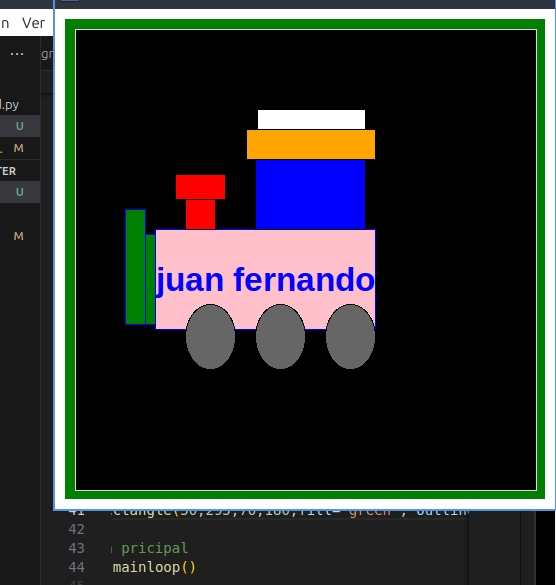 n Ver
... gr
l.py
U
. M
TER
U
M
juan fernando
41 ctangle(50,295,70,180,fill="green", outlin
42
43 pricipal
44 mainloop()